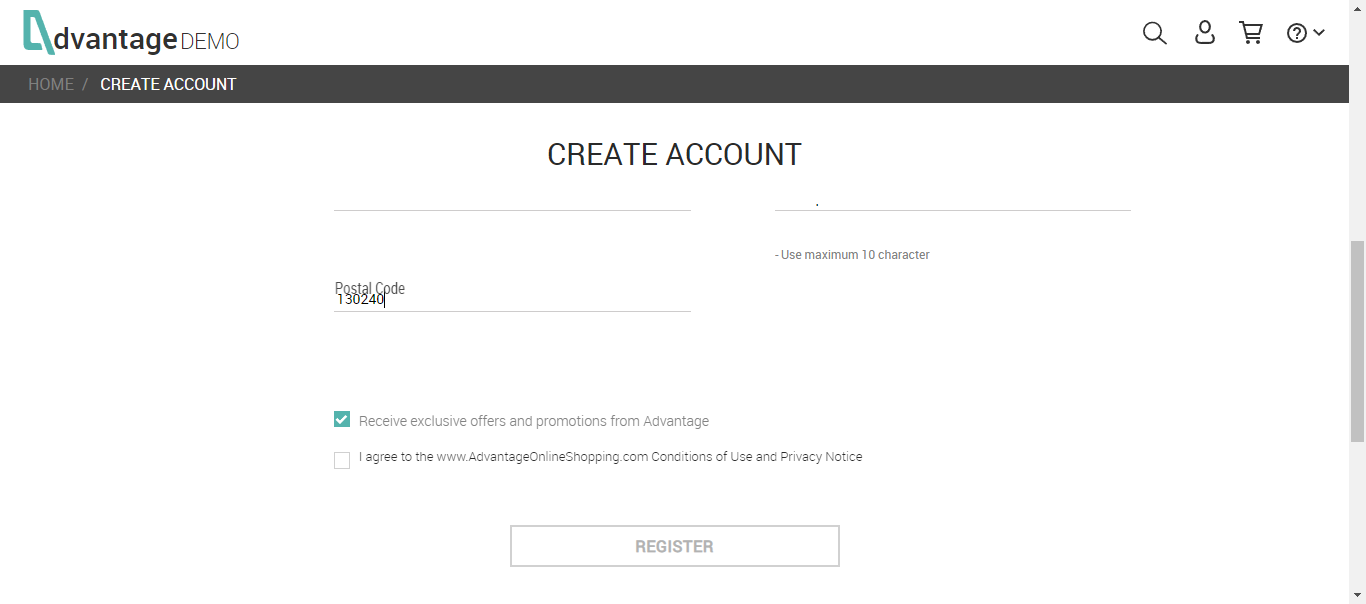 dvantage DEMO
HOME / CREATE ACCOUNT
CREATE ACCOUNT
- Use maximum 10 character
Postal Code
130240
Receive exclusive offers and promotions from Advantage
I agree to the www.AdvantageOnlineShopping.com Conditions of Use and Privacy Notice
REGISTER